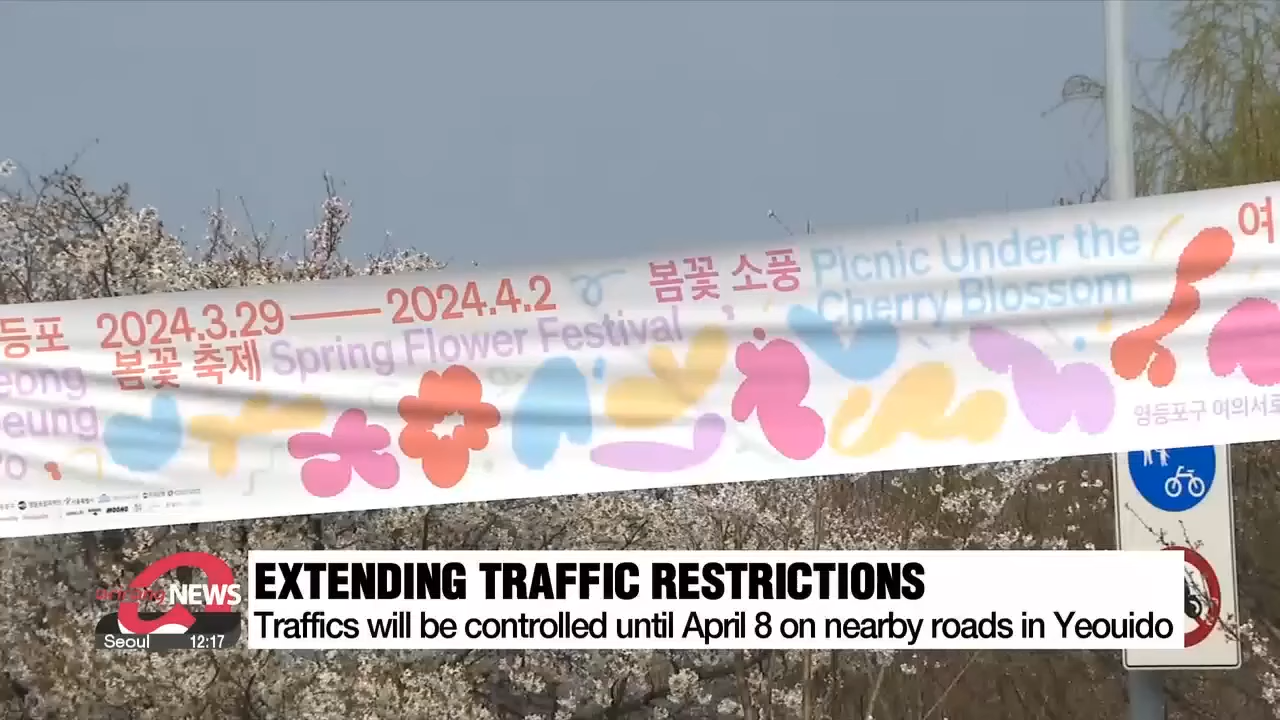 등포 2024.3.29 — 2024.4.2 봄꽃 소풍 Picnic Under the Cherry Blossom 여
봄꽃 축제 Spring Flower Festival
eong
eung
o
영등포구 여의서로
NEWS
Seoul 12:17
EXTENDING TRAFFIC RESTRICTIONS
Traffics will be controlled until April 8 on nearby roads in Yeouido